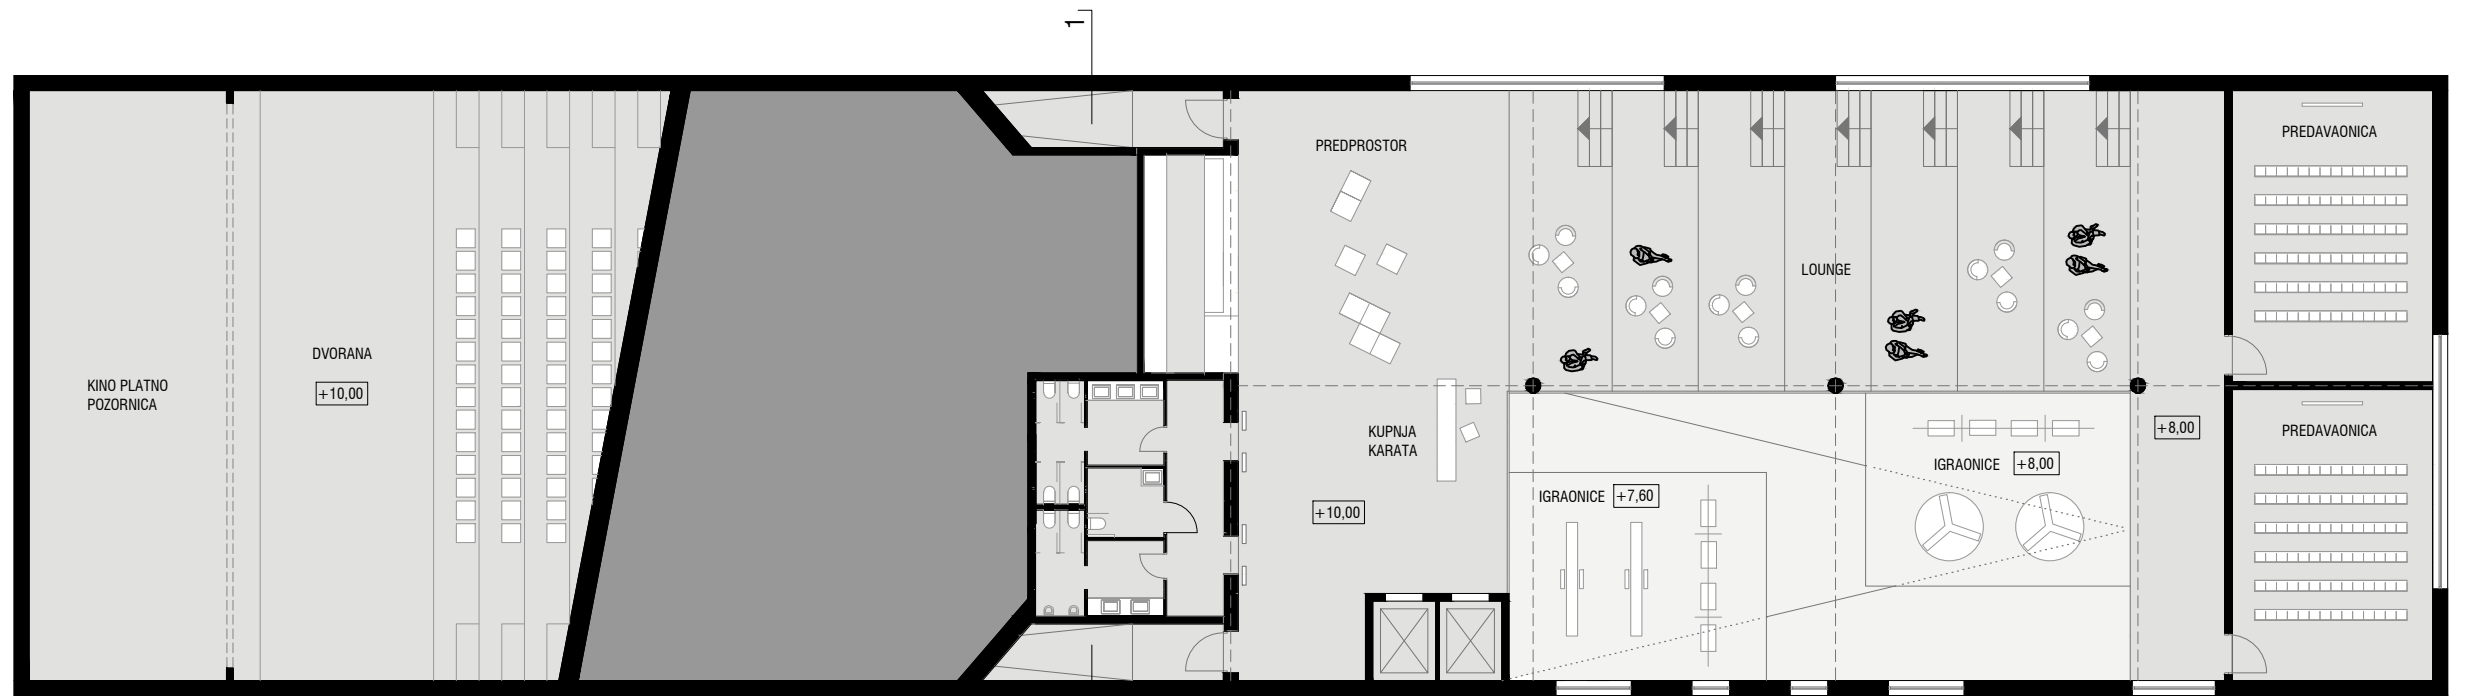 1
PREDPROSTOR
PREDAVAONICA
LOUNGE
DVORANA
+10,00
KINO PLATNO
POZORNICA
KUPNJA
KARATA
+10,00
IGRAONICE +7,60
IGRAONICE +8,00
+8,00
PREDAVAONICA